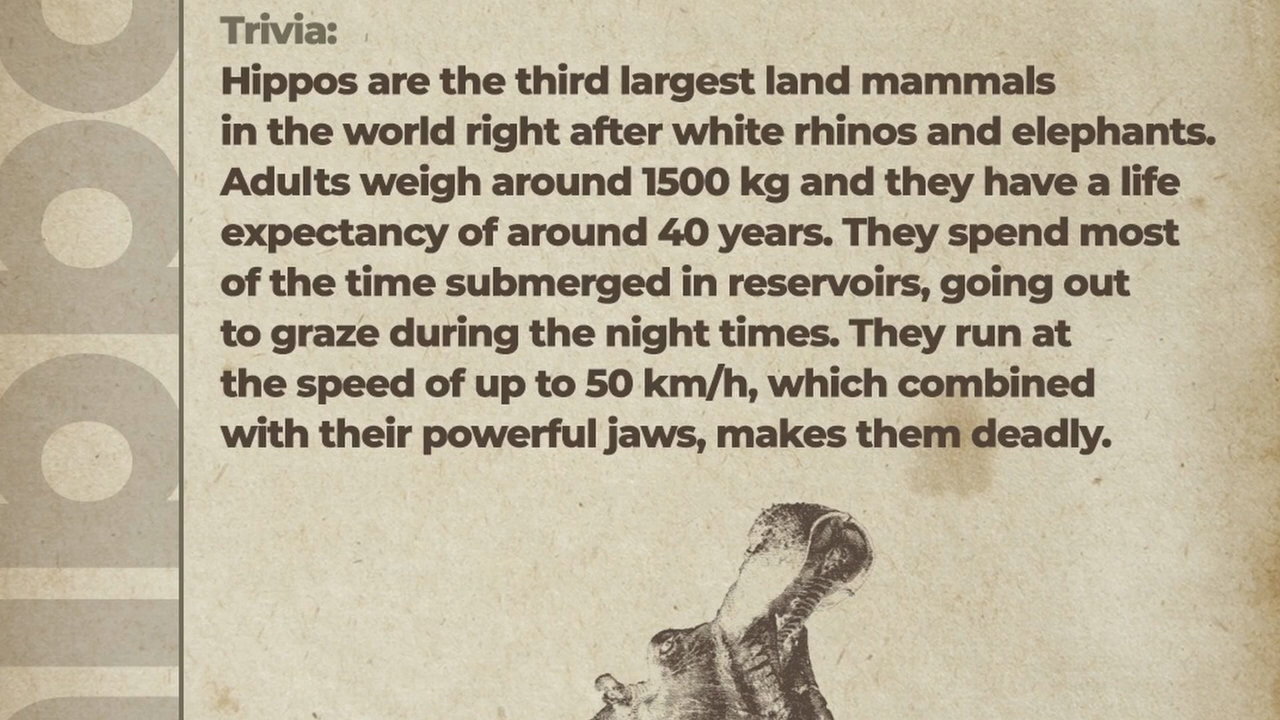 Trivia:
Hippos are the third largest land mammals
in the world right after white rhinos and elephants.
Adults weigh around 1500 kg and they have a life
expectancy of around 40 years. They spend most
of the time submerged in reservoirs, going out
to graze during the night times. They run at
the speed of up to 50 km/h, which combined
with their powerful jaws, makes them deadly.